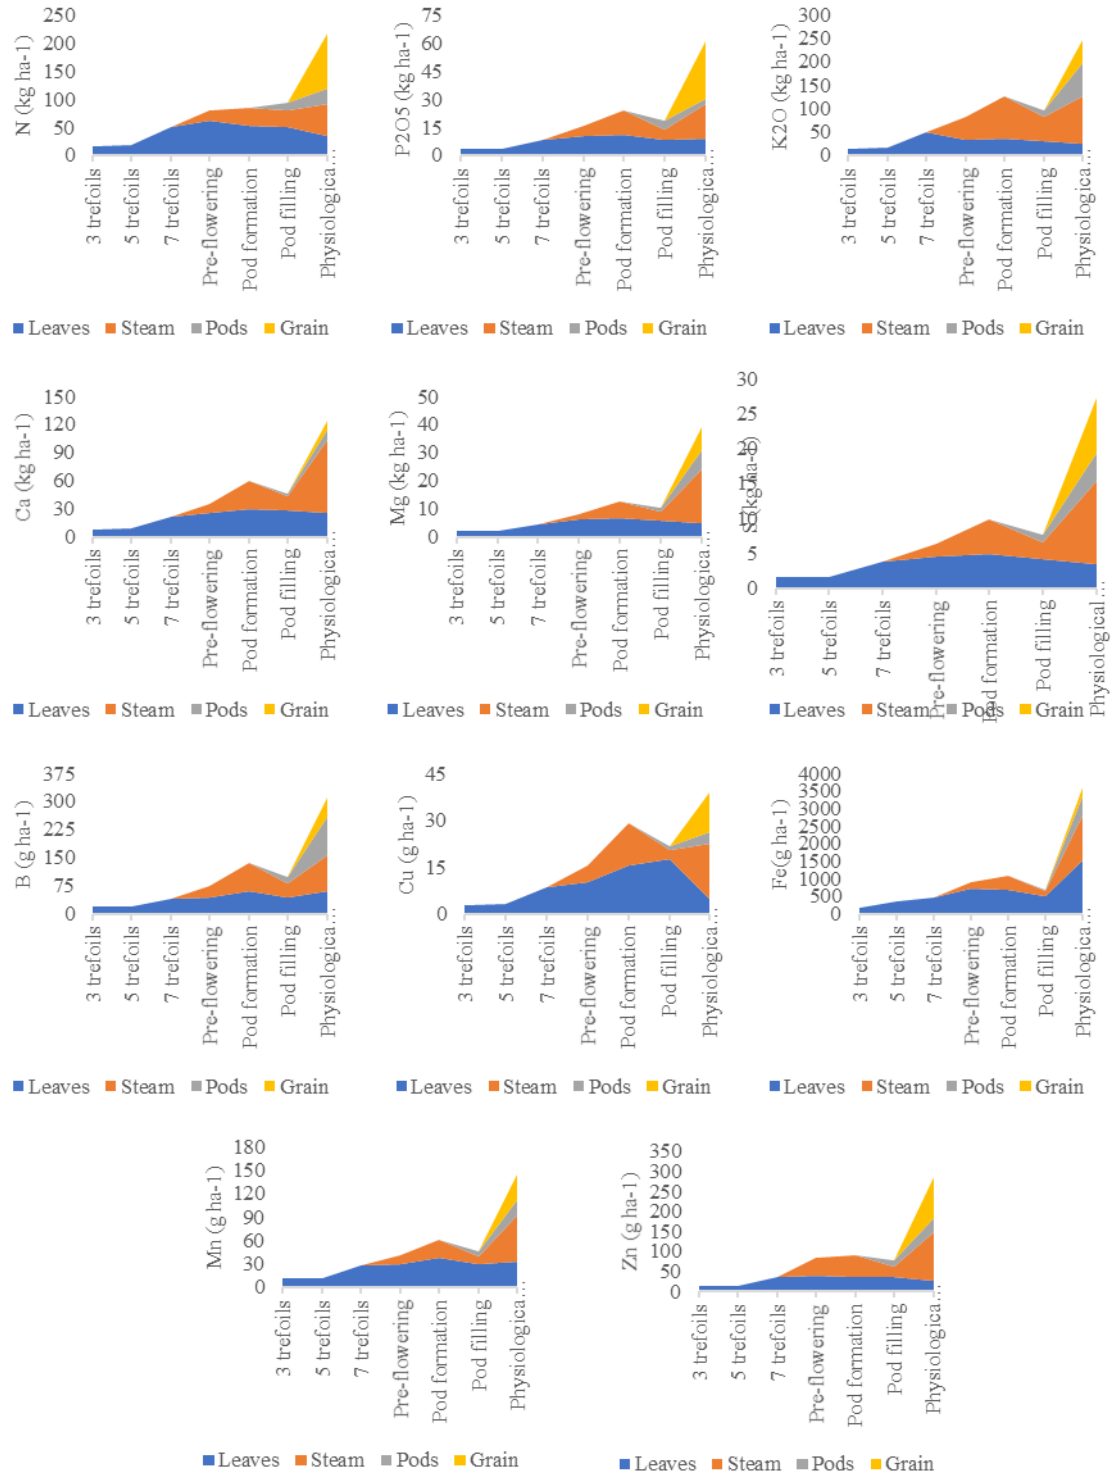 250
200
150
100
50
0
N (kg ha-1)
3 trefoils
5 trefoils
7 trefoils
Pre-flowering
Pod formation
Pod filling
Physiologica...
Leaves Steam Pods Grain
75
60
45
30
15
0
P2O5 (kg ha-1)
3 trefoils
5 trefoils
7 trefoils
Pre-flowering
Pod formation
Pod filling
Physiologica...
Leaves Steam Pods Grain
300
250
200
150
100
50
0
K2O (kg ha-1)
3 trefoils
5 trefoils
7 trefoils
Pre-flowering
Pod formation
Pod filling
Physiologica...
Leaves Steam Pods Grain
150
120
90
60
30
0
Ca (kg ha-1)
3 trefoils
5 trefoils
7 trefoils
Pre-flowering
Pod formation
Pod filling
Physiologica...
Leaves Steam Pods Grain
50
40
30
20
10
0
Mg (kg ha-1)
3 trefoils
5 trefoils
7 trefoils
Pre-flowering
Pod formation
Pod filling
Physiologica...
Leaves Steam Pods Grain
30
25
20
15
10
5
0
S (kg ha-1)
3 trefoils
5 trefoils
7 trefoils
Pre-flowering
Pod formation
Pod filling
Physiological...
Leaves Steam Pods Grain
375
300
225
150
75
0
B (g ha-1)
3 trefoils
5 trefoils
7 trefoils
Pre-flowering
Pod formation
Pod filling
Physiologica...
Leaves Steam Pods Grain
45
30
15
0
Cu (g ha-1)
3 trefoils
5 trefoils
7 trefoils
Pre-flowering
Pod formation
Pod filling
Physiologica...
Leaves Steam Pods Grain
4000
3500
3000
2500
2000
1500
1000
500
0
Fe(g ha-1)
3 trefoils
5 trefoils
7 trefoils
Pre-flowering
Pod formation
Pod filling
Physiologica...
Leaves Steam Pods Grain
180
150
120
90
60
30
0
Mn (g ha-1)
3 trefoils
5 trefoils
7 trefoils
Pre-flowering
Pod formation
Pod filling
Physiologica...
Leaves Steam Pods Grain
350
300
250
200
150
100
50
0
Zn (g ha-1)
3 trefoils
5 trefoils
7 trefoils
Pre-flowering
Pod formation
Pod filling
Physiologica...
Leaves Steam Pods Grain